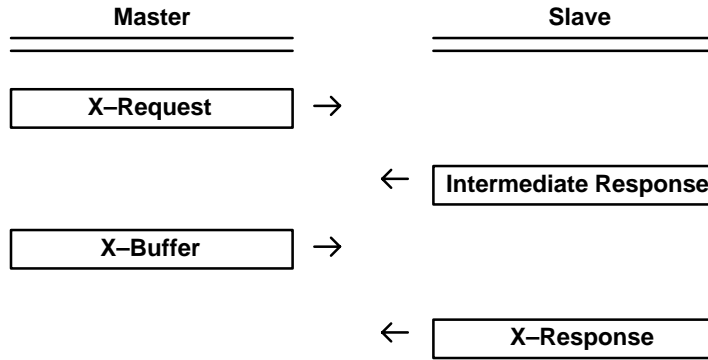 Master Slave
X–Request →
← Intermediate Response
X–Buffer →
← X–Response